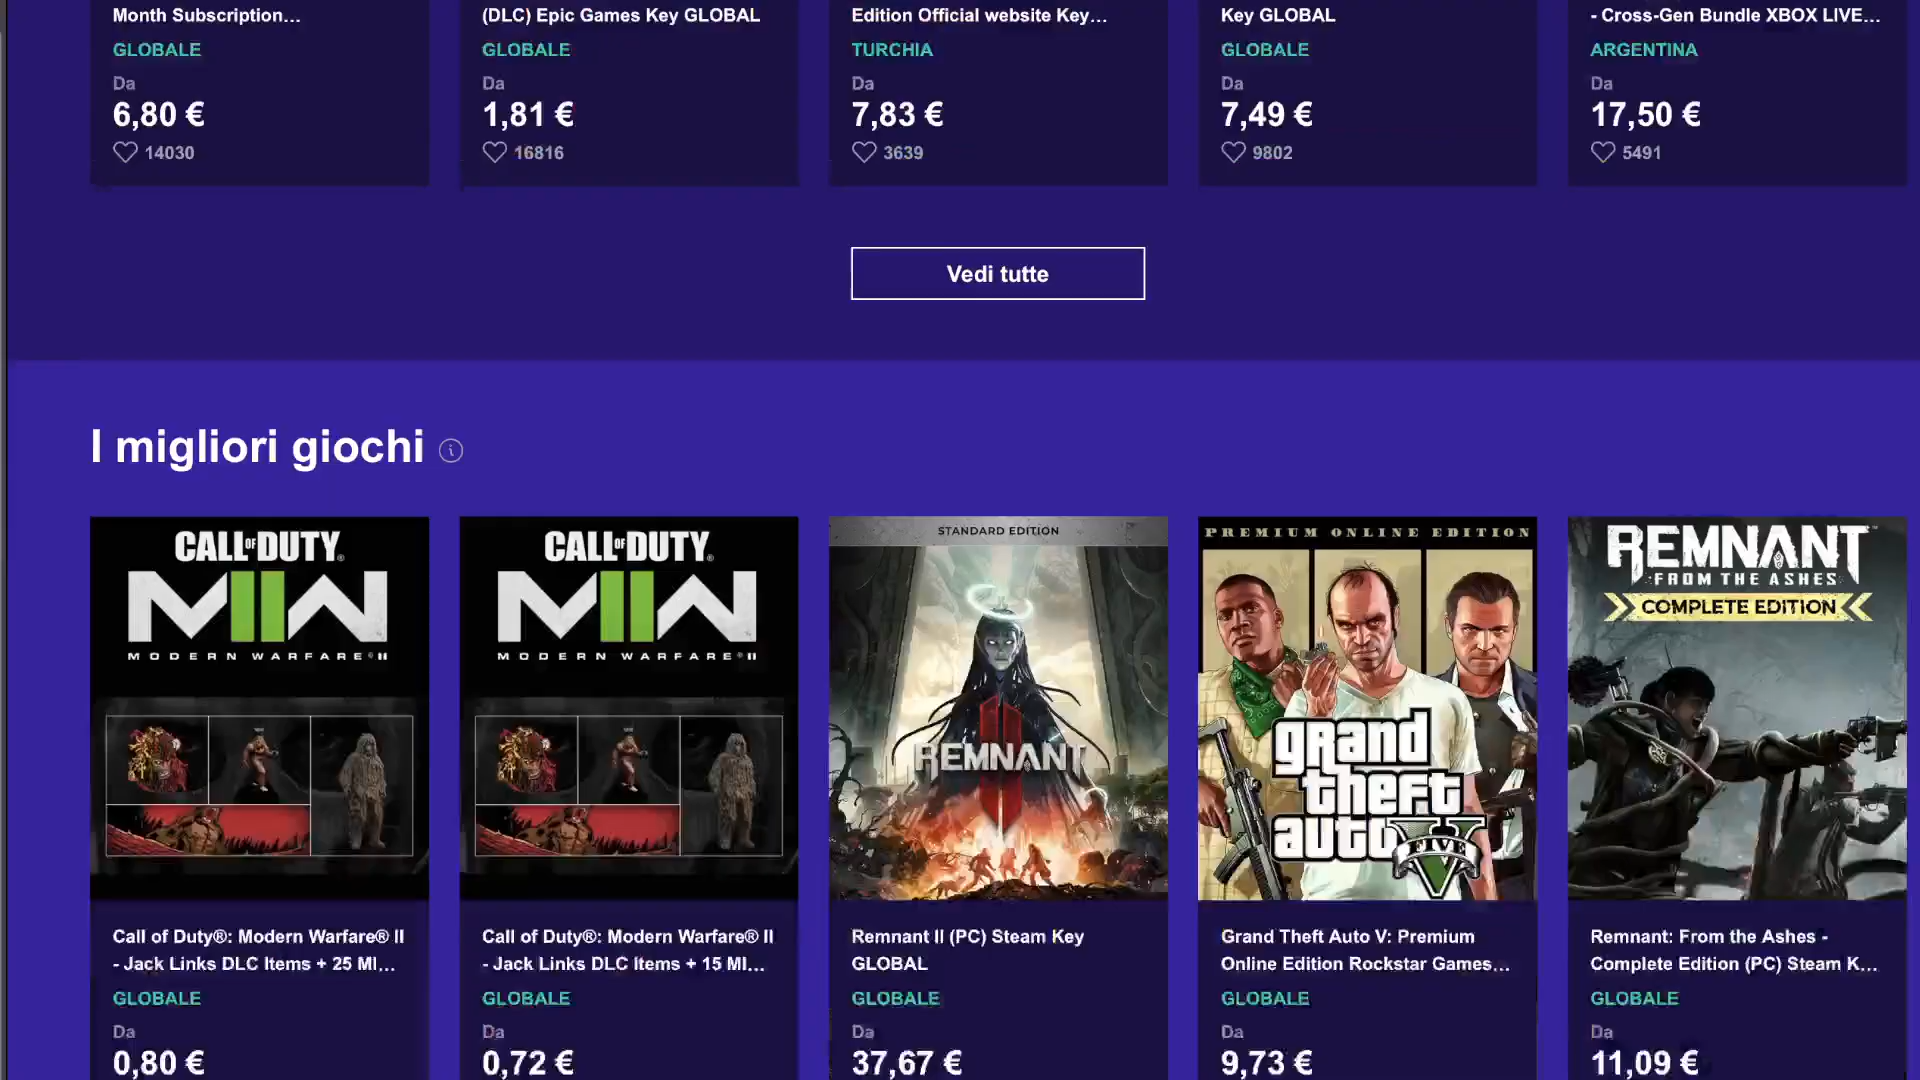 Month Subscription...
(DLC) Epic Games Key GLOBAL
Edition Official website Key...
Key GLOBAL
- Cross-Gen Bundle XBOX LIVE...
GLOBALE
GLOBALE
TURCHIA
GLOBALE
ARGENTINA
Da
Da
Da
Da
Da
6,80 €
1,81 €
7,83 €
7,49 €
17,50 €
14030
16816
3639
9802
5491
Vedi tutte
I migliori giochi
CALL OF DUTY®
MIIW
MODERN WARFARE® II
CALL OF DUTY®
MIIW
MODERN WARFARE® II
STANDARD EDITION
REMNANT
II
PREMIUM ONLINE EDITION
grand
theft
auto
V
FIVE
REMNANT
FROM THE ASHES
COMPLETE EDITION
Call of Duty®: Modern Warfare® II
- Jack Links DLC Items + 25 MI...
Call of Duty®: Modern Warfare® II
- Jack Links DLC Items + 15 MI...
Remnant II (PC) Steam Key
GLOBAL
Grand Theft Auto V: Premium
Online Edition Rockstar Games...
Remnant: From the Ashes -
Complete Edition (PC) Steam K...
GLOBALE
GLOBALE
GLOBALE
GLOBALE
GLOBALE
Da
Da
Da
Da
Da
0,80 €
0,72 €
37,67 €
9,73 €
11,09 €